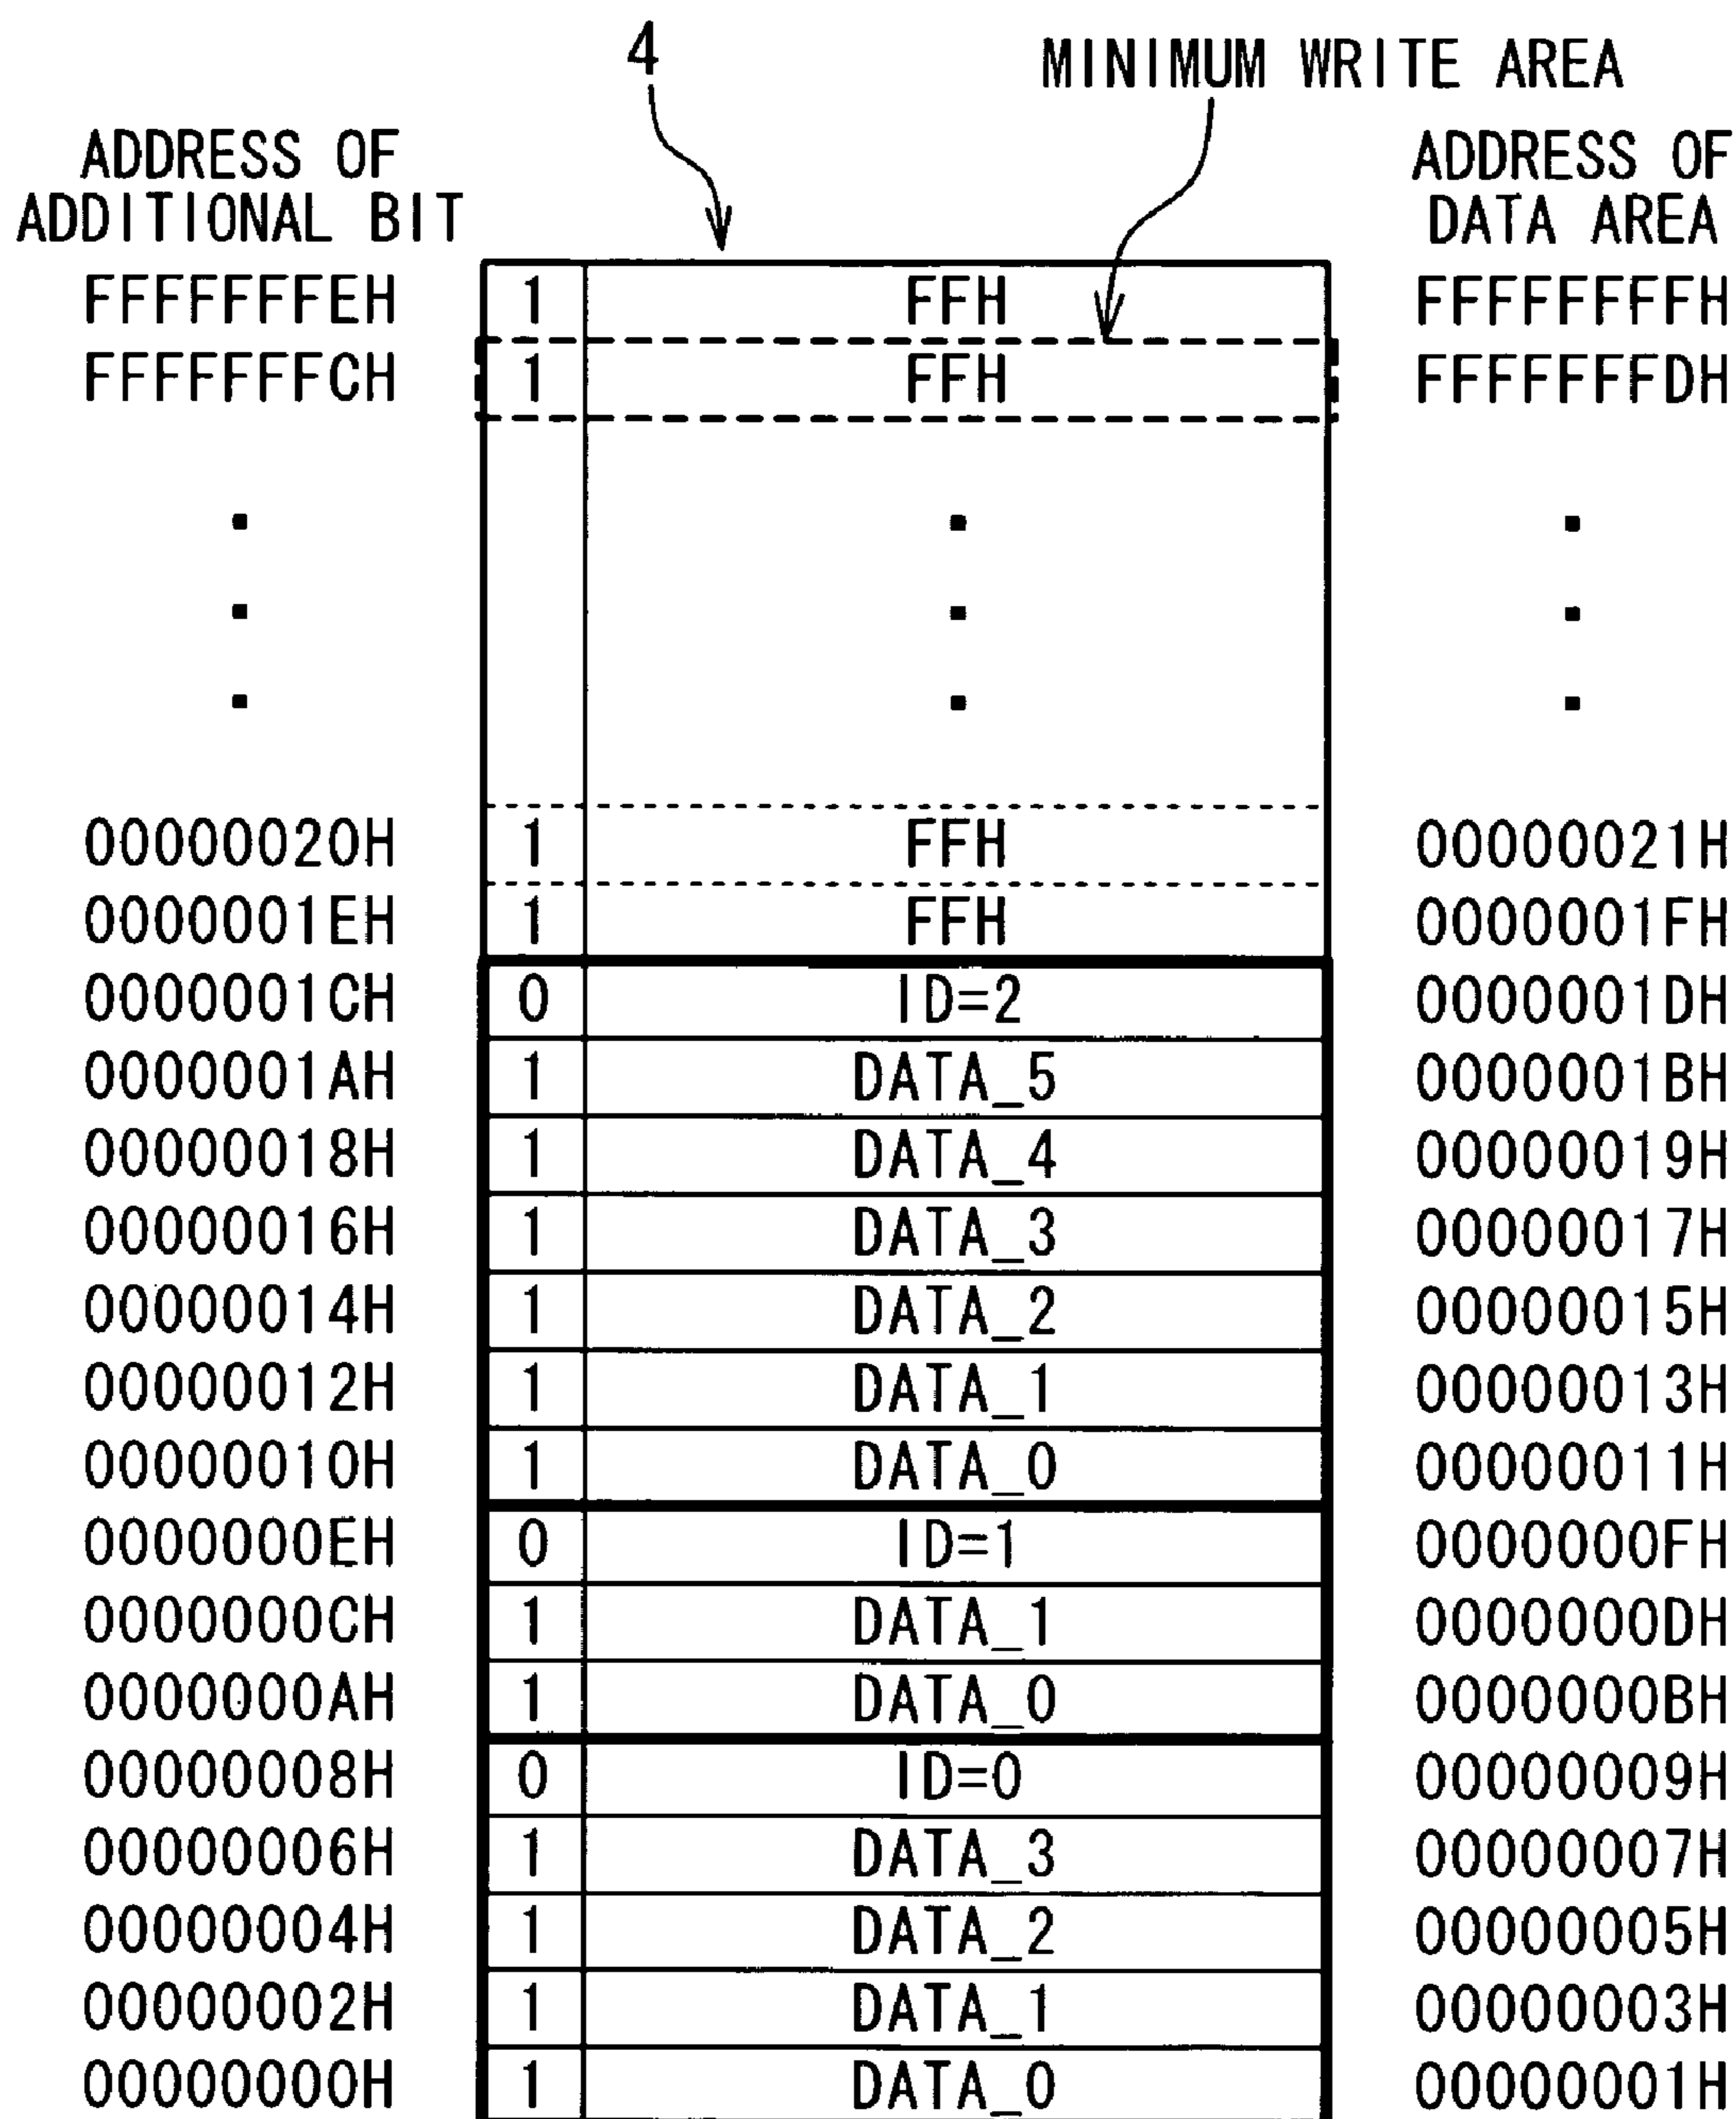 4
MINIMUM WRITE AREA
ADDRESS OF
ADDITIONAL BIT
ADDRESS OF
DATA AREA
FFFFFFFEH 1 FFH FFFFFFFFH
FFFFFFFCH 1 FFH FFFFFFFDH
00000020H 1 FFH 00000021H
0000001EH 1 FFH 0000001FH
0000001CH 0 ID=2 0000001DH
0000001AH 1 DATA_5 0000001BH
00000018H 1 DATA_4 00000019H
00000016H 1 DATA_3 00000017H
00000014H 1 DATA_2 00000015H
00000012H 1 DATA_1 00000013H
00000010H 1 DATA_0 00000011H
0000000EH 0 ID=1 0000000FH
0000000CH 1 DATA_1 0000000DH
0000000AH 1 DATA_0 0000000BH
00000008H 0 ID=0 00000009H
00000006H 1 DATA_3 00000007H
00000004H 1 DATA_2 00000005H
00000002H 1 DATA_1 00000003H
00000000H 1 DATA_0 00000001H